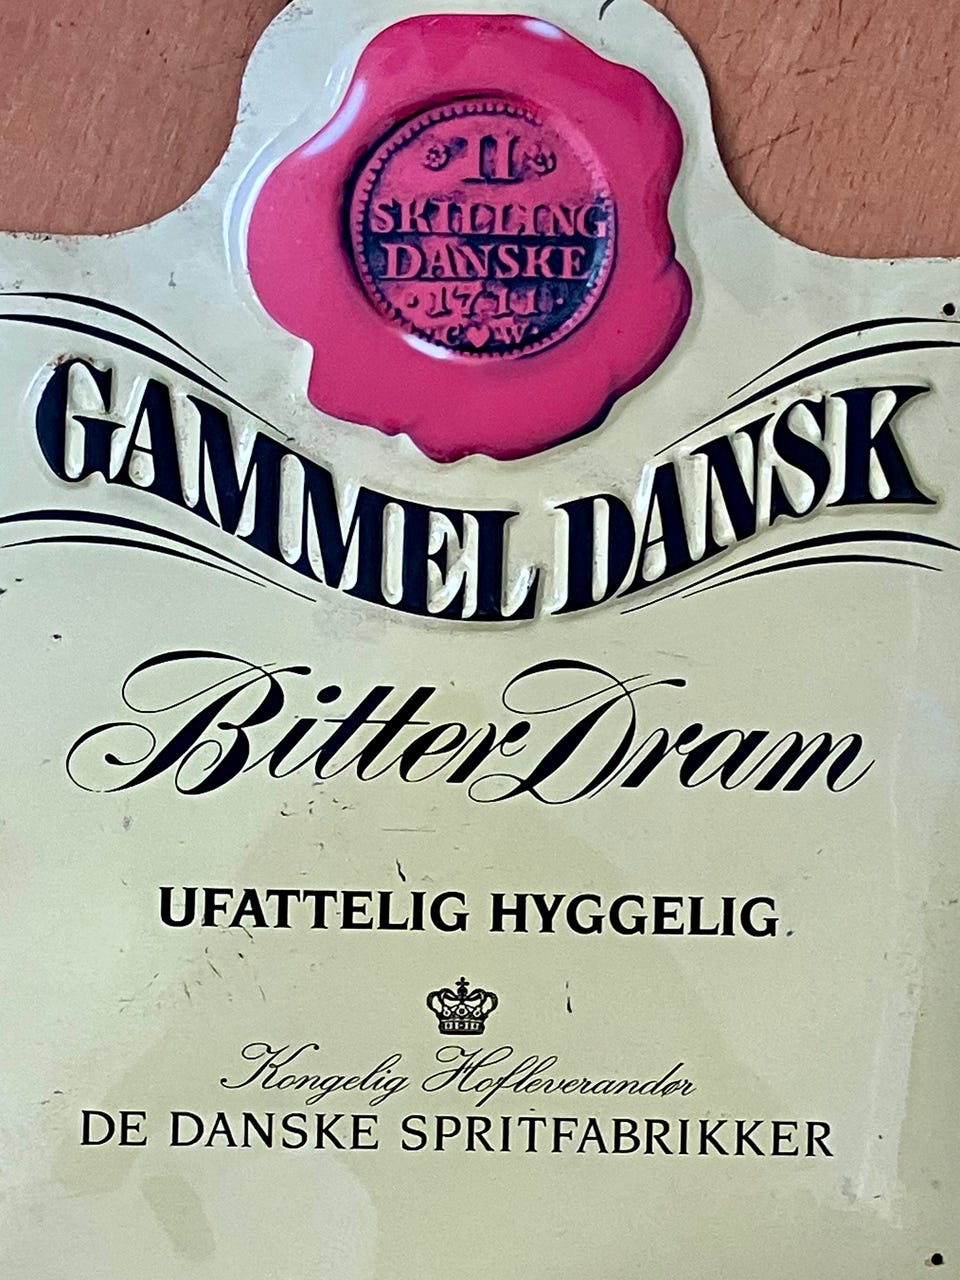 II
SKILLING
DANSKE
·1711·
C♥W·
GAMMEL DANSK
Bitter Dram
UFATTELIG HYGGELIG
Kongelig Hofleverandør
DE DANSKE SPRITFABRIKKER